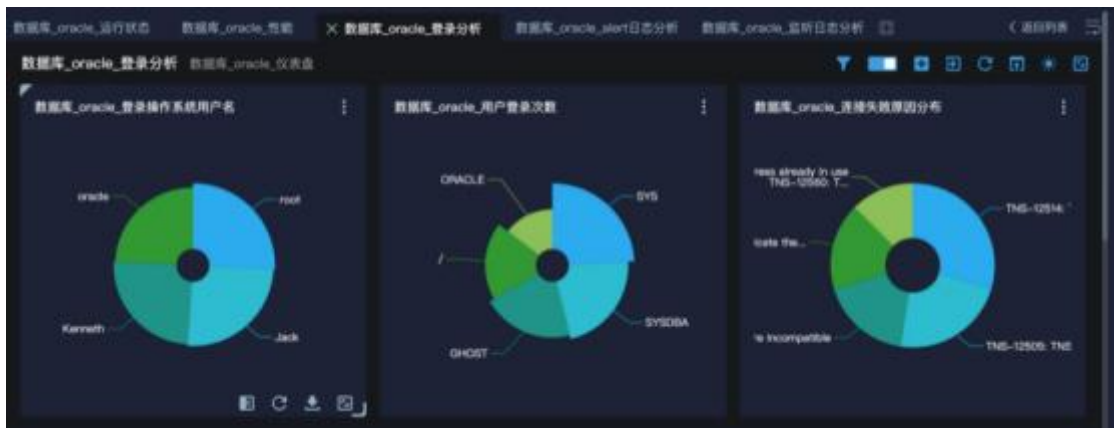 数据库_oracle_运行状态 数据库_oracle_性能 × 数据库_oracle_登录分析 数据库_oracle_alert日志分析 数据库_oracle_监听日志分析 返回列表
数据库_oracle_登录分析 数据库_oracle_仪表盘
数据库_oracle_登录操作系统用户名
oracle
root
Kenneth
Jack
数据库_oracle_用户登录次数
ORACLE
SYS
/
SYSDBA
GHOST
数据库_oracle_连接失败原因分布
ress already in use
TNS-12560: T...
TNS-12514: T
icate the...
re incompatible
TNS-12505: TNS